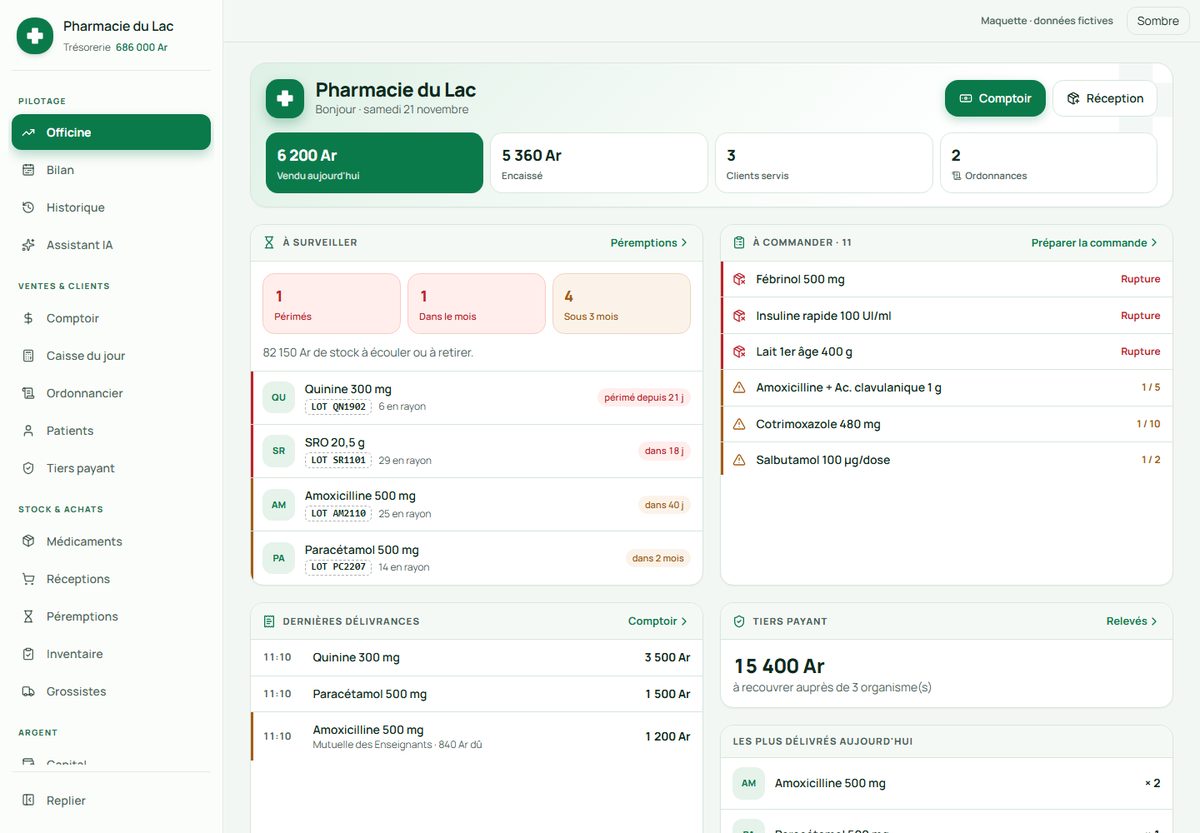 Pharmacie du Lac
Trésorerie 686 000 Ar
PILOTAGE
Officine
Bilan
Historique
Assistant IA
VENTES & CLIENTS
Comptoir
Caisse du jour
Ordonnancier
Patients
Tiers payant
STOCK & ACHATS
Médicaments
Réceptions
Péremptions
Inventaire
Grossistes
ARGENT
Capital
Replier
Maquette · données fictives
Sombre
Pharmacie du Lac
Bonjour · samedi 21 novembre
Comptoir
Réception
6 200 Ar
Vendu aujourd'hui
5 360 Ar
Encaissé
3
Clients servis
2
Ordonnances
À SURVEILLER
Péremptions
1
Périmés
1
Dans le mois
4
Sous 3 mois
82 150 Ar de stock à écouler ou à retirer.
QU
Quinine 300 mg
LOT QN1902 6 en rayon
périmé depuis 21 j
SR
SRO 20,5 g
LOT SR1101 29 en rayon
dans 18 j
AM
Amoxicilline 500 mg
LOT AM2110 25 en rayon
dans 40 j
PA
Paracétamol 500 mg
LOT PC2207 14 en rayon
dans 2 mois
À COMMANDER · 11
Préparer la commande
Fébrinol 500 mg Rupture
Insuline rapide 100 UI/ml Rupture
Lait 1er âge 400 g Rupture
Amoxicilline + Ac. clavulanique 1 g 1 / 5
Cotrimoxazole 480 mg 1 / 10
Salbutamol 100 µg/dose 1 / 2
DERNIÈRES DÉLIVRANCES
Comptoir
11:10 Quinine 300 mg 3 500 Ar
11:10 Paracétamol 500 mg 1 500 Ar
11:10 Amoxicilline 500 mg 1 200 Ar
Mutuelle des Enseignants · 840 Ar dû
TIERS PAYANT
Relevés
15 400 Ar
à recouvrer auprès de 3 organisme(s)
LES PLUS DÉLIVRÉS AUJOURD'HUI
AM Amoxicilline 500 mg × 2
PA Paracétamol 500 mg × 1